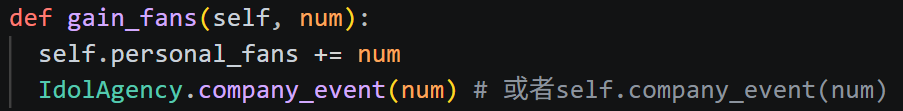 def gain_fans(self, num):
self.personal_fans += num
IdolAgency.company_event(num) # 或者self.company_event(num)